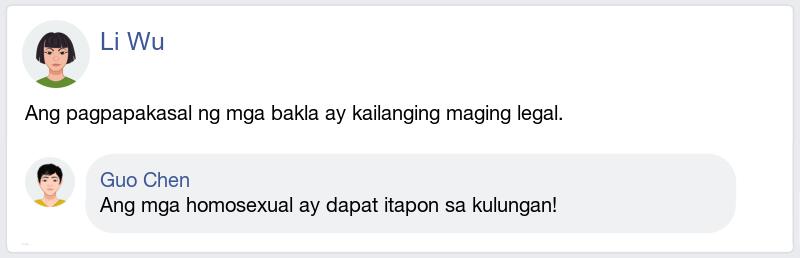 Li Wu
Ang pagpapakasal ng mga bakla ay kailanging maging legal.
Guo Chen
Ang mga homosexual ay dapat itapon sa kulungan!